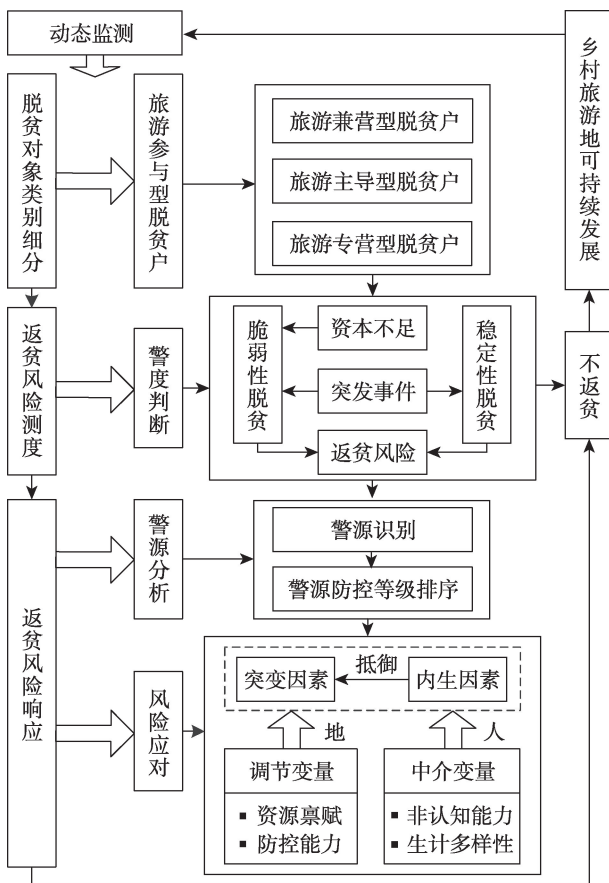 动态监测
脱贫对象类别细分
旅游参与型脱贫户
旅游兼营型脱贫户
旅游主导型脱贫户
旅游专营型脱贫户
乡村旅游地可持续发展
返贫风险测度
警度判断
脆弱性脱贫
资本不足
突发事件
返贫风险
稳定性脱贫
不返贫
返贫风险响应
警源分析
警源识别
警源防控等级排序
风险应对
突变因素
抵御
内生因素
地
人
调节变量
▪ 资源禀赋
▪ 防控能力
中介变量
▪ 非认知能力
▪ 生计多样性